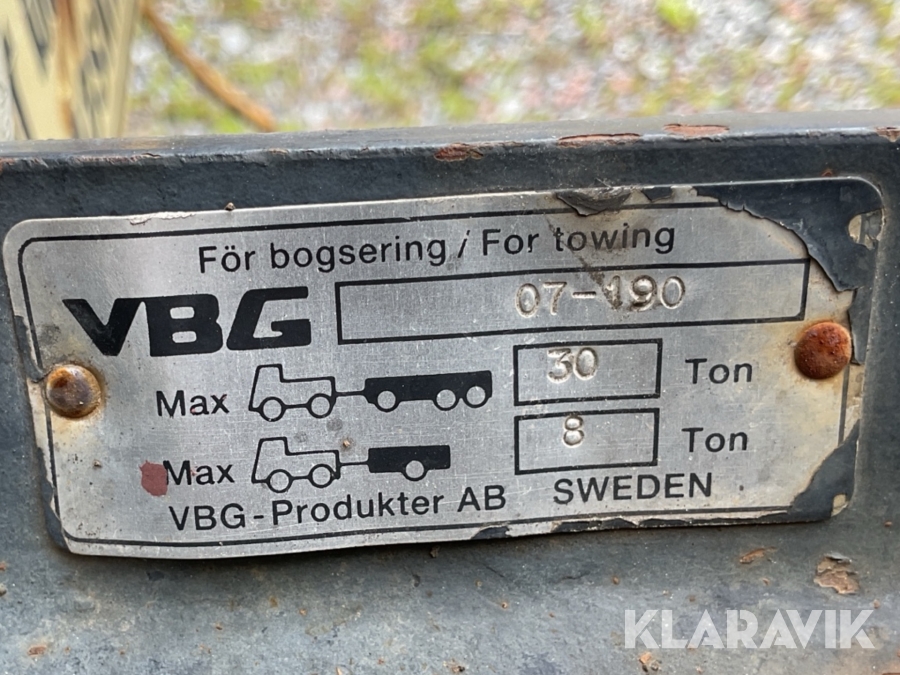 För bogsering / For towing
VBG 07-190
Max 30 Ton
Max 8 Ton
VBG-Produkter AB SWEDEN
KLARAVIK